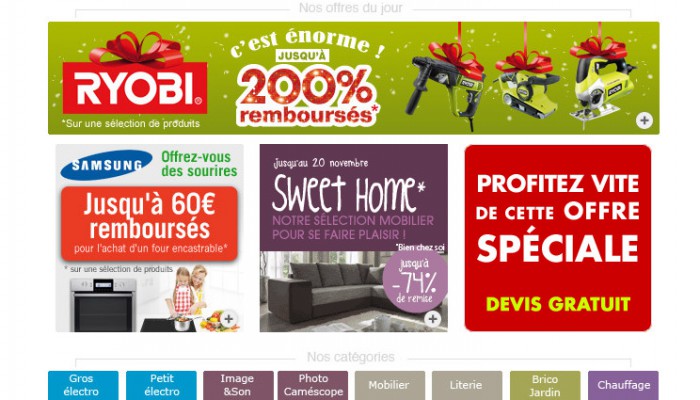 Nos offres du jour
c'est énorme !
JUSQU'À
200%
remboursés*
RYOBI®
*Sur une sélection de produits
RYOBI
SAMSUNG
Offrez-vous
des sourires
Jusqu'à 60€
remboursés
pour l'achat d'un four encastrable*
* sur une sélection de produits
jusqu'au 20 novembre
SWEET HOME*
NOTRE SÉLECTION MOBILIER
POUR SE FAIRE PLAISIR !
*Bien chez soi
jusqu'à
-74%
de remise
PROFITEZ VITE
DE CETTE OFFRE
SPÉCIALE
DEVIS GRATUIT
Nos catégories
Gros
électro
Petit
électro
Image
&Son
Photo
Caméscope
Mobilier
Literie
Brico
Jardin
Chauffage